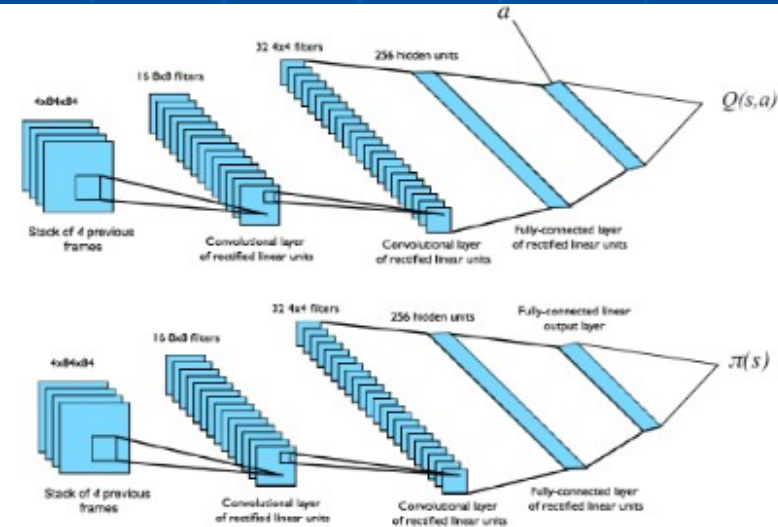 a
32 4x4 filters
256 hidden units
16 8x8 filters
4x84x84
Q(s,a)
Stack of 4 previous
frames
Convolutional layer
of rectified linear units
Convolutional layer
of rectified linear units
Fully-connected layer
of rectified linear units
32 4x4 filters
256 hidden units
Fully-connected linear
output layer
16 8x8 filters
4x84x84
π(s)
Stack of 4 previous
frames
Convolutional layer
of rectified linear units
Convolutional layer
of rectified linear units
Fully-connected layer
of rectified linear units